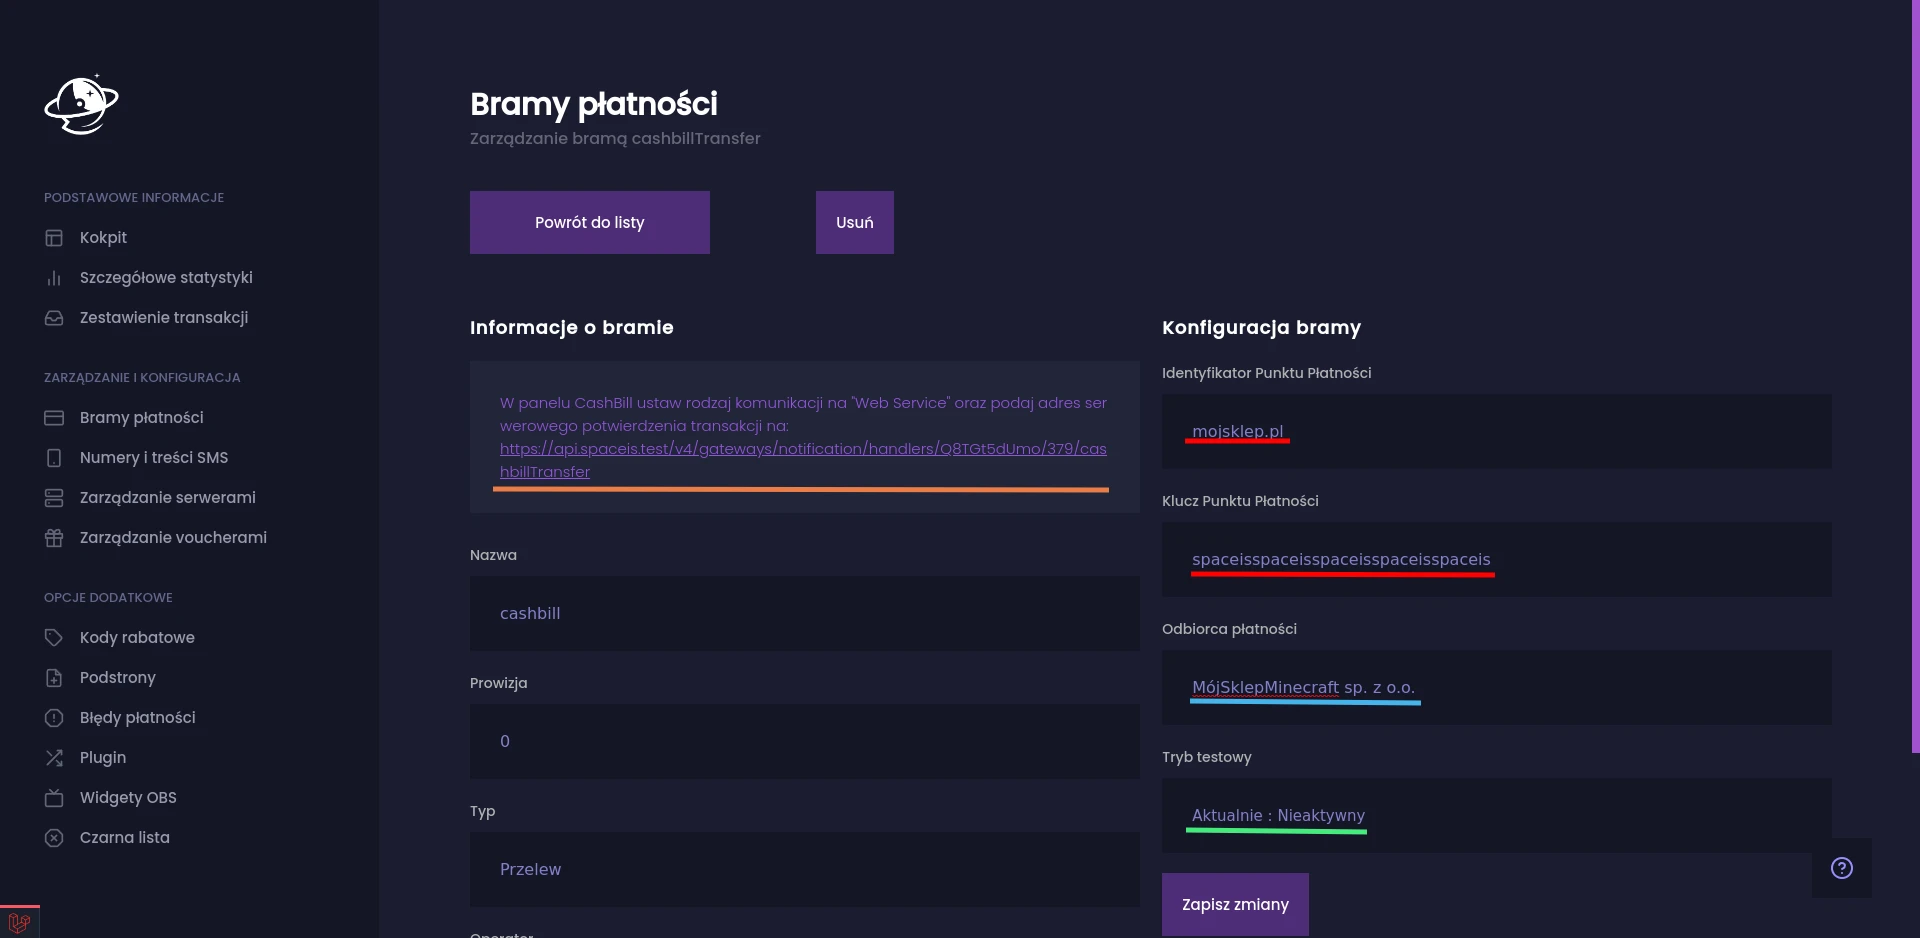 PODSTAWOWE INFORMACJE
Kokpit
Szczegółowe statystyki
Zestawienie transakcji
ZARZĄDZANIE I KONFIGURACJA
Bramy płatności
Numery i treści SMS
Zarządzanie serwerami
Zarządzanie voucherami
OPCJE DODATKOWE
Kody rabatowe
Podstrony
Błędy płatności
Plugin
Widgety OBS
Czarna lista
Bramy płatności
Zarządzanie bramą cashbillTransfer
Powrót do listy
Usuń
Informacje o bramie
W panelu CashBill ustaw rodzaj komunikacji na "Web Service" oraz podaj adres ser
werowego potwierdzenia transakcji na:
https://api.spaceis.test/v4/gateways/notification/handlers/Q8TGt5dUmo/379/cas
hbillTransfer
Nazwa
cashbill
Prowizja
0
Typ
Przelew
Operator
Konfiguracja bramy
Identyfikator Punktu Płatności
mojsklep.pl
Klucz Punktu Płatności
spaceisspaceisspaceisspaceisspaceis
Odbiorca płatności
MójSklepMinecraft sp. z o.o.
Tryb testowy
Aktualnie : Nieaktywny
Zapisz zmiany